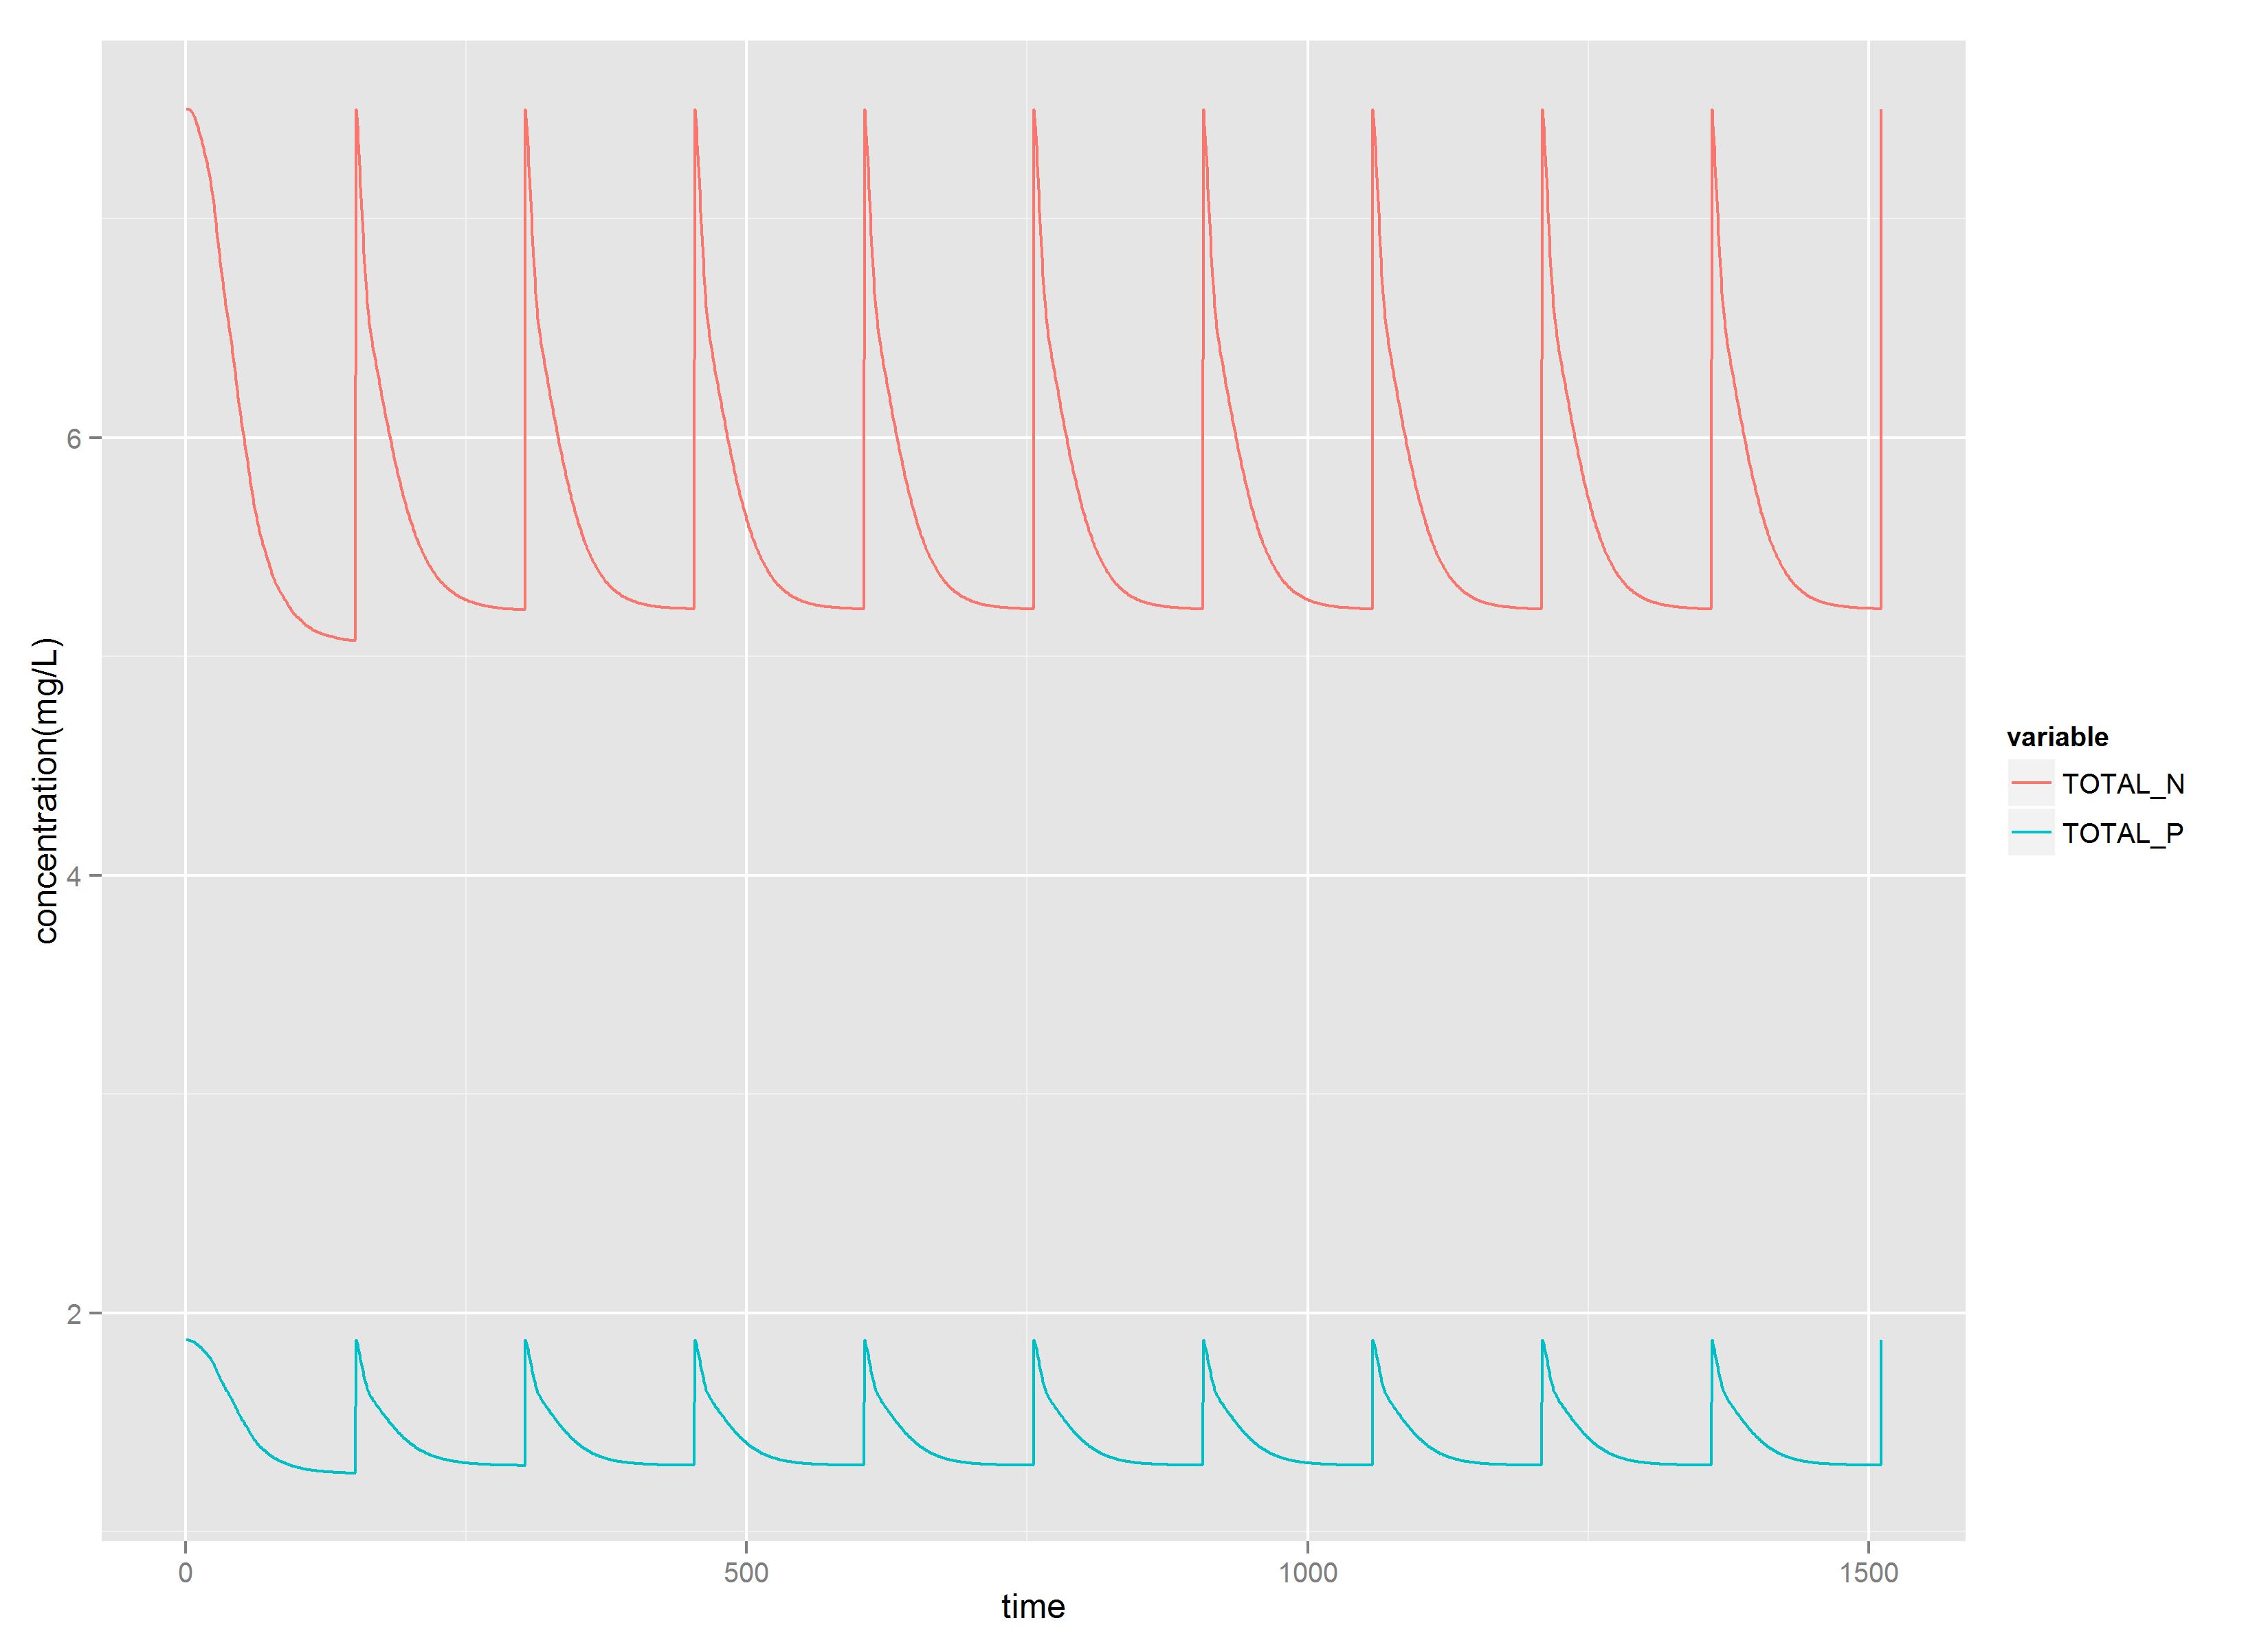 concentration(mg/L)
6
4
2
0
500
1000
1500
time
variable
TOTAL_N
TOTAL_P